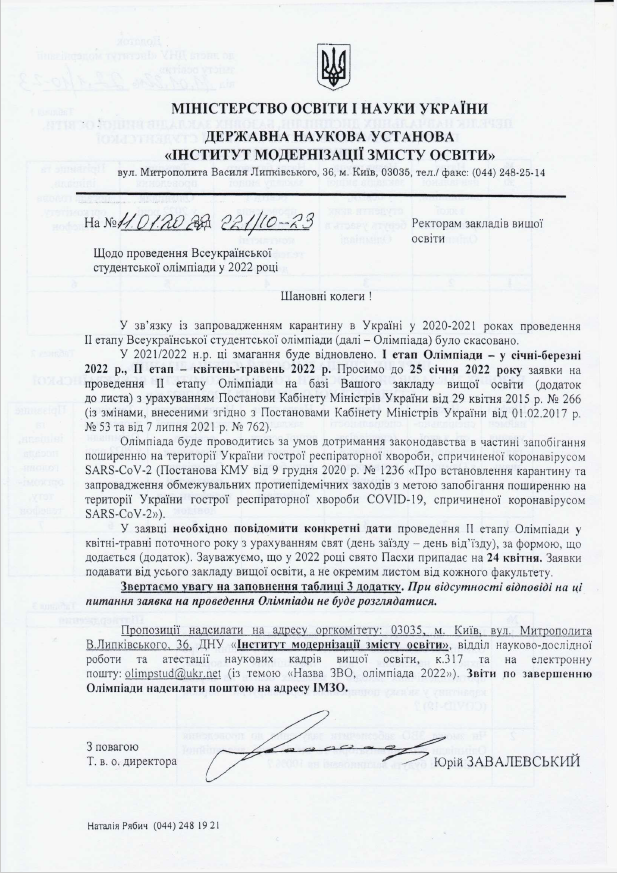 МІНІСТЕРСТВО ОСВІТИ І НАУКИ УКРАЇНИ
ДЕРЖАВНА НАУКОВА УСТАНОВА
«ІНСТИТУТ МОДЕРНІЗАЦІЇ ЗМІСТУ ОСВІТИ»
вул. Митрополита Василя Липківського, 36, м. Київ, 03035, тел./ факс: (044) 248-25-14
На № 11.01.2022 22.1/10-23
Ректорам закладів вищої
освіти
Щодо проведення Всеукраїнської
студентської олімпіади у 2022 році
Шановні колеги !
У зв’язку із запровадженням карантину в Україні у 2020-2021 роках проведення
ІІ етапу Всеукраїнської студентської олімпіади (далі – Олімпіада) було скасовано.
У 2021/2022 н.р. ці змагання буде відновлено. І етап Олімпіади – у січні-березні
2022 р., ІІ етап – квітень-травень 2022 р. Просимо до 25 січня 2022 року заявки на
проведення ІІ етапу Олімпіади на базі Вашого закладу вищої освіти (додаток
до листа) з урахуванням Постанови Кабінету Міністрів України від 29 квітня 2015 р. № 266
(із змінами, внесеними згідно з Постановами Кабінету Міністрів України від 01.02.2017 р.
№ 53 та від 7 липня 2021 р. № 762).
Олімпіада буде проводитись за умов дотримання законодавства в частині запобігання
поширенню на території України гострої респіраторної хвороби, спричиненої коронавірусом
SARS-CoV-2 (Постанова КМУ від 9 грудня 2020 р. № 1236 «Про встановлення карантину та
запровадження обмежувальних протиепідемічних заходів з метою запобігання поширенню на
території України гострої респіраторної хвороби COVID-19, спричиненої коронавірусом
SARS-CoV-2»).
У заявці необхідно повідомити конкретні дати проведення ІІ етапу Олімпіади у
квітні-травні поточного року з урахуванням свят (день заїзду – день від’їзду), за формою, що
додається (додаток). Зауважуємо, що у 2022 році свято Пасхи припадає на 24 квітня. Заявки
подавати від усього закладу вищої освіти, а не окремим листом від кожного факультету.
Звертаємо увагу на заповнення таблиці 3 додатку. При відсутності відповіді на ці
питання заявка на проведення Олімпіади не буде розглядатися.
Пропозиції надсилати на адресу оргкомітету: 03035, м. Київ, вул. Митрополита
В.Липківського, 36, ДНУ «Інститут модернізації змісту освіти», відділ науково-дослідної
роботи та атестації наукових кадрів вищої освіти, к.317 та на електронну
пошту: olimpstud@ukr.net (із темою «Назва ЗВО, олімпіада 2022»). Звіти по завершенню
Олімпіади надсилати поштою на адресу ІМЗО.
З повагою
Т. в. о. директора
Юрій ЗАВАЛЕВСЬКИЙ
Наталія Рябич (044) 248 19 21